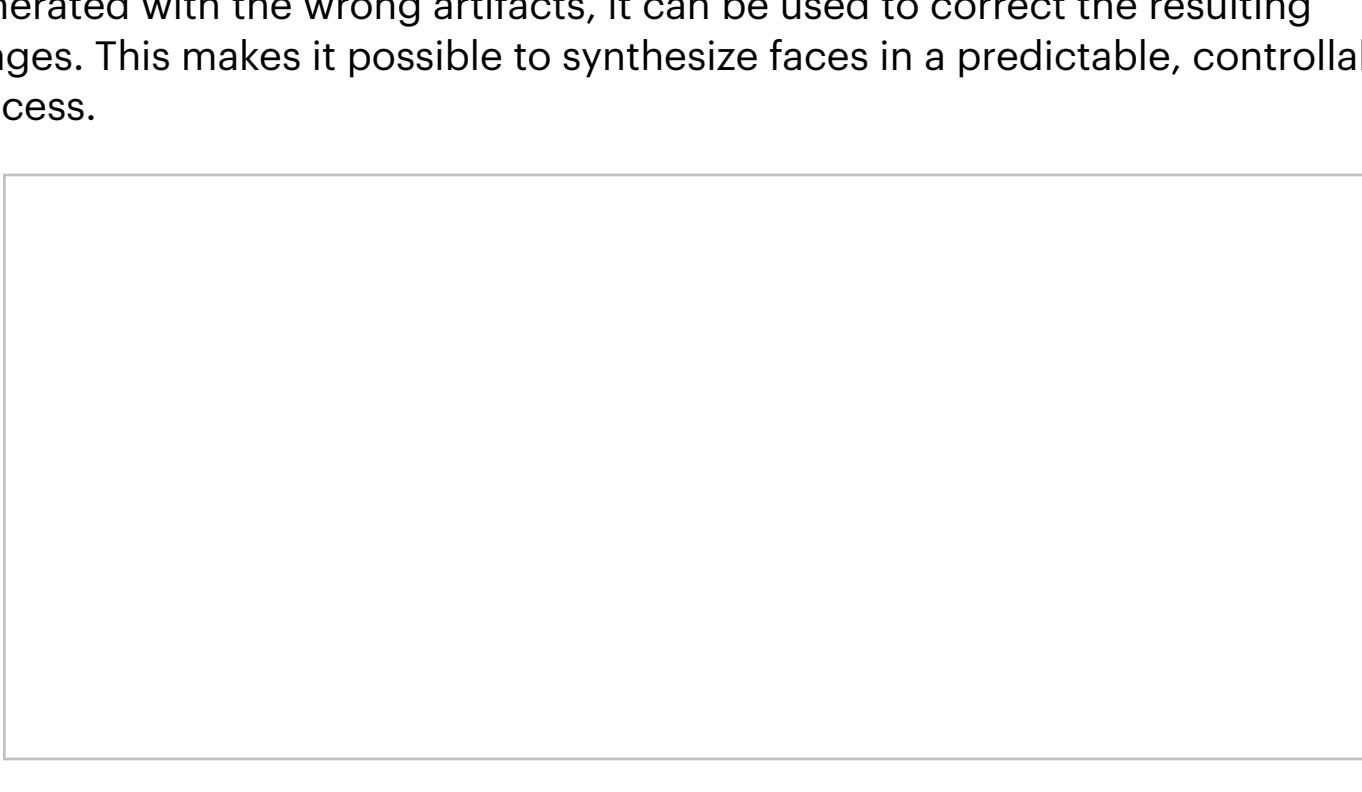 nerated with the wrong artifacts, it can be used to correct the resulting
ges. This makes it possible to synthesize faces in a predictable, controlla
cess.